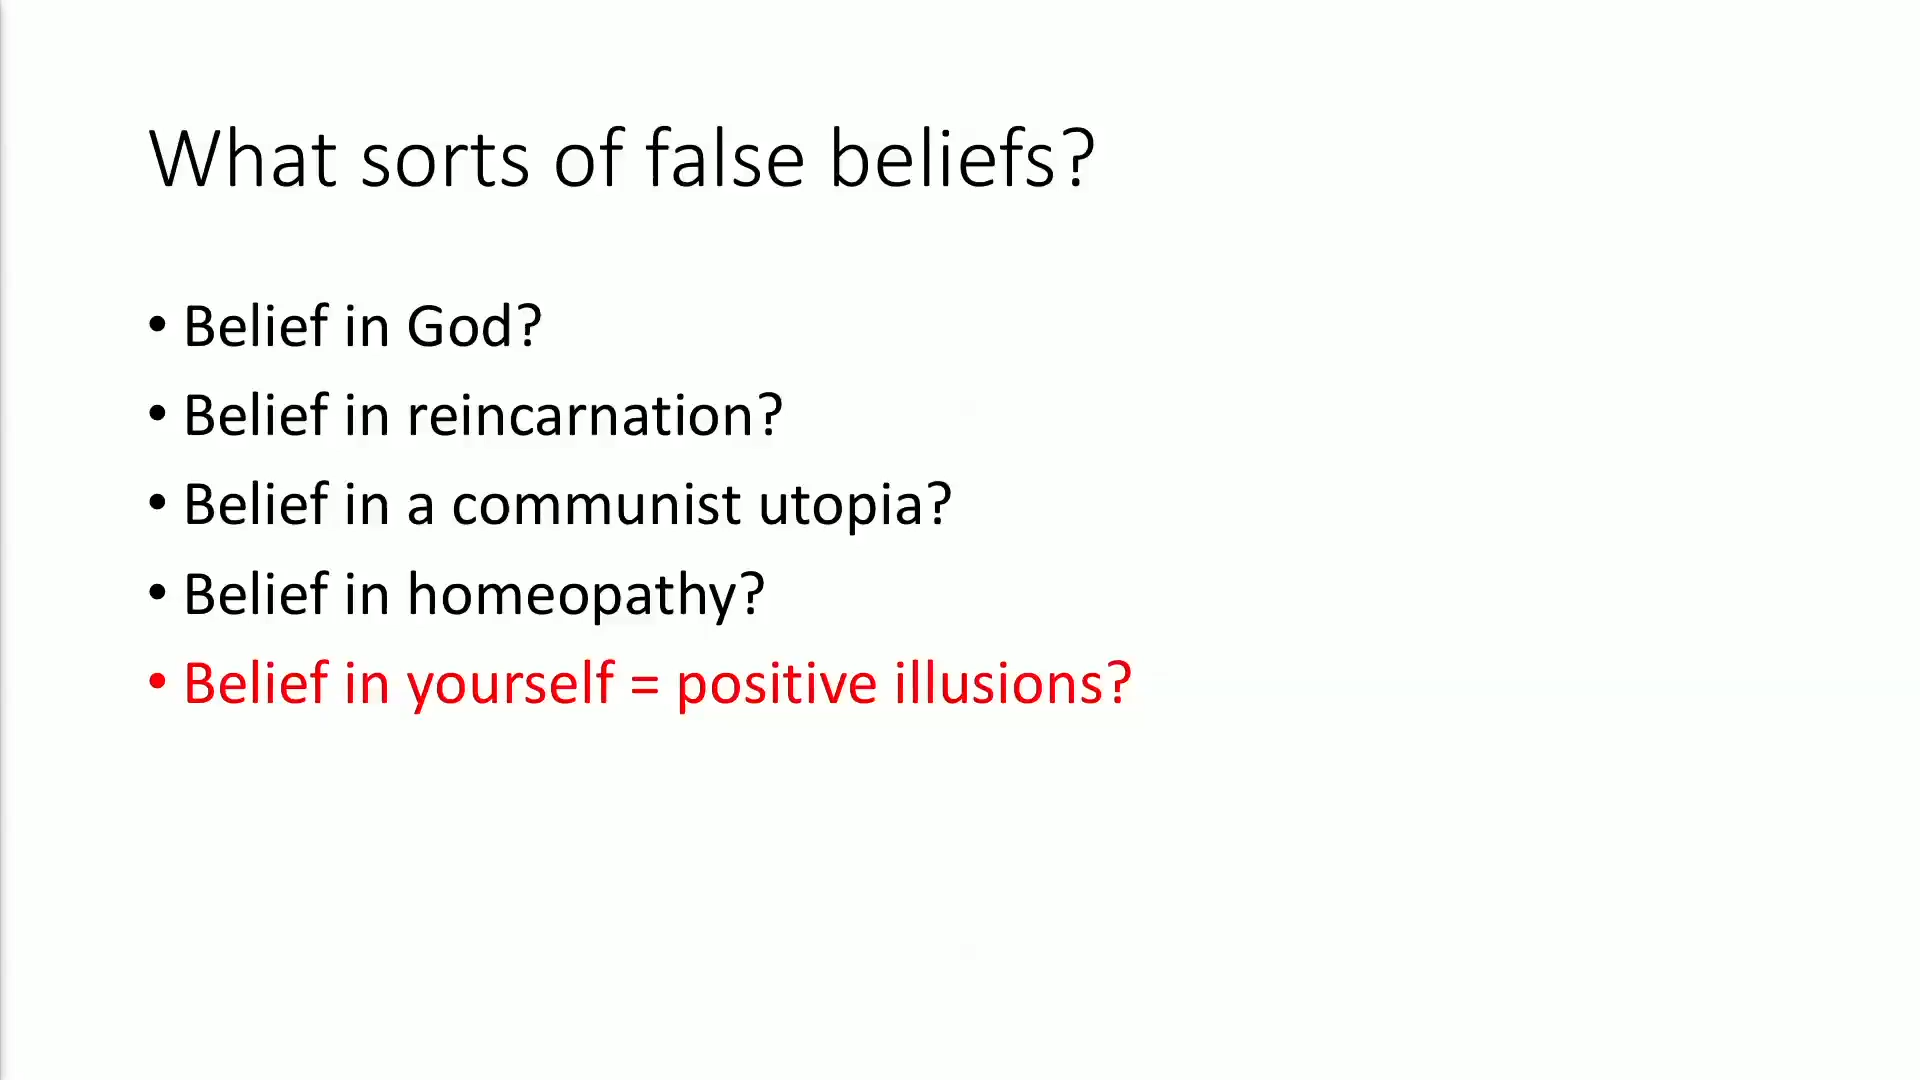 What sorts of false beliefs?
• Belief in God?
• Belief in reincarnation?
• Belief in a communist utopia?
• Belief in homeopathy?
• Belief in yourself = positive illusions?